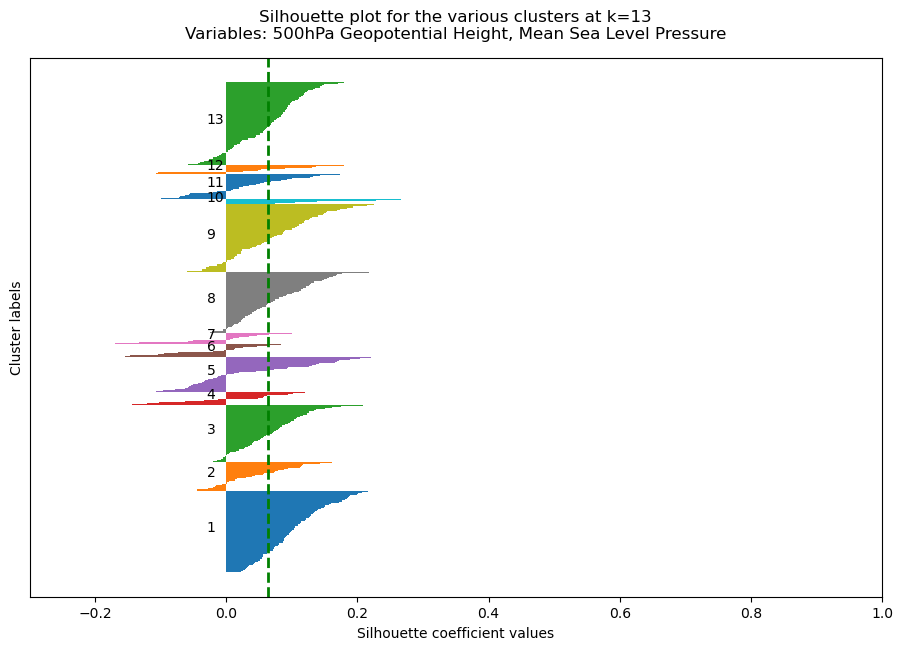 Silhouette plot for the various clusters at k=13
Variables: 500hPa Geopotential Height, Mean Sea Level Pressure
Cluster labels
13
12
11
10
9
8
7
6
5
4
3
2
1
−0.2 0.0 0.2 0.4 0.6 0.8 1.0
Silhouette coefficient values